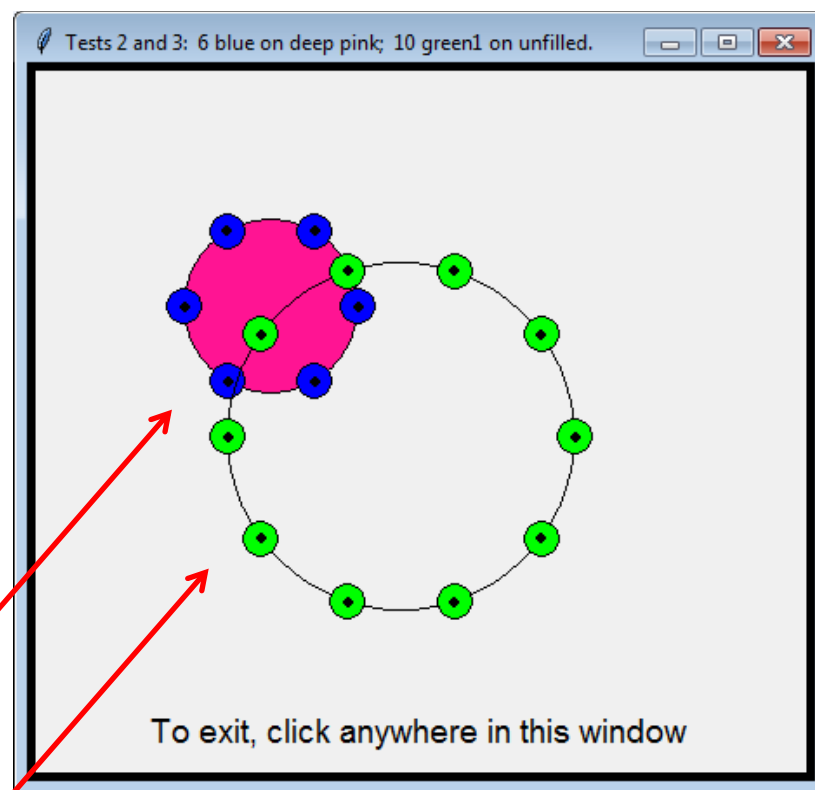 Tests 2 and 3: 6 blue on deep pink; 10 green1 on unfilled.
To exit, click anywhere in this window